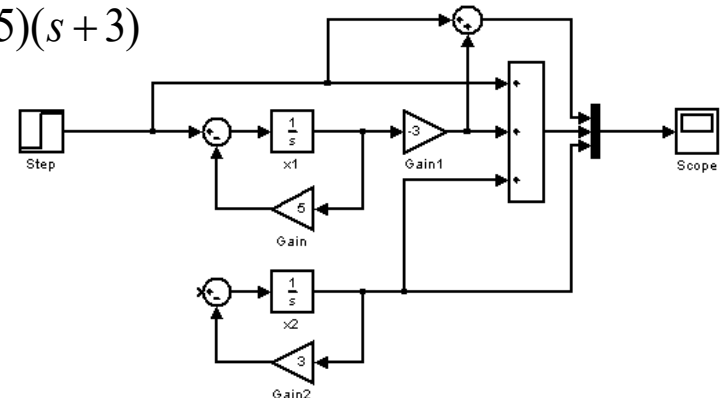 5)(s + 3)
Step
1
s
x1
-3
Gain1
Scope
5
Gain
1
s
x2
3
Gain2